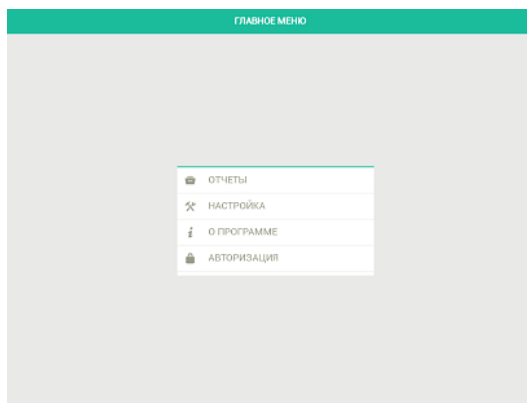 ГЛАВНОЕ МЕНЮ
ОТЧЕТЫ
НАСТРОЙКА
О ПРОГРАММЕ
АВТОРИЗАЦИЯ